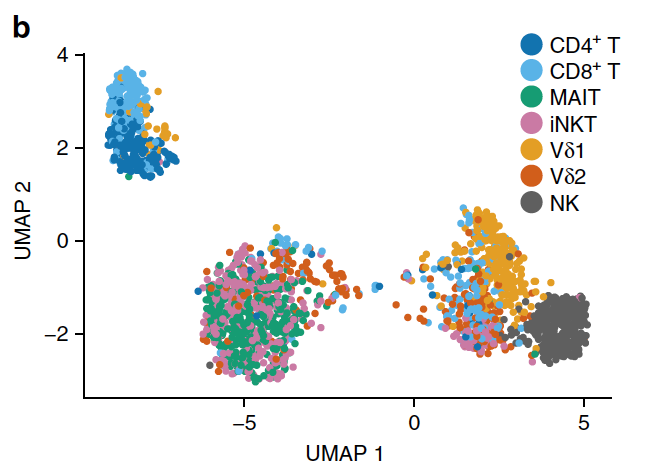 b
CD4⁺ T
CD8⁺ T
MAIT
iNKT
Vδ1
Vδ2
NK
4
2
0
−2
UMAP 2
−5
0
5
UMAP 1